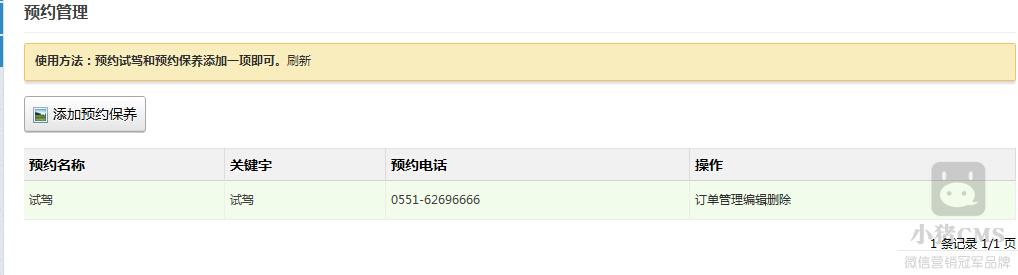 预约管理
使用方法：预约试驾和预约保养添加一项即可。刷新
添加预约保养
预约名称 关键字 预约电话 操作
试驾 试驾 0551-62696666 订单管理编辑删除
小猪CMS
1 条记录 1/1 页
微信营销冠军品牌